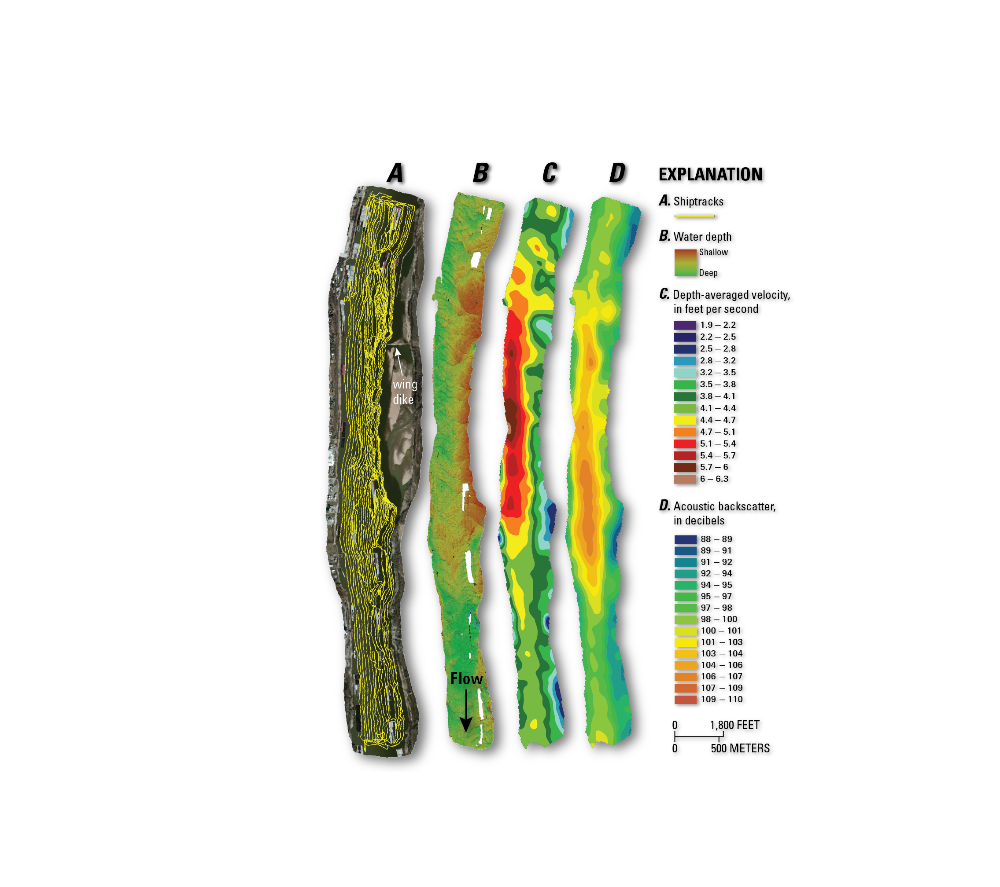 A
B
C
D
EXPLANATION
A. Shiptracks
B. Water depth
Shallow
Deep
C. Depth-averaged velocity,
in feet per second
1.9 – 2.2
2.2 – 2.5
2.5 – 2.8
2.8 – 3.2
3.2 – 3.5
3.5 – 3.8
3.8 – 4.1
4.1 – 4.4
4.4 – 4.7
4.7 – 5.1
5.1 – 5.4
5.4 – 5.7
5.7 – 6
6 – 6.3
D. Acoustic backscatter,
in decibels
88 – 89
89 – 91
91 – 92
92 – 94
94 – 95
95 – 97
97 – 98
98 – 100
100 – 101
101 – 103
103 – 104
104 – 106
106 – 107
107 – 109
109 – 110
0 1,800 FEET
0 500 METERS
wing
dike
Flow